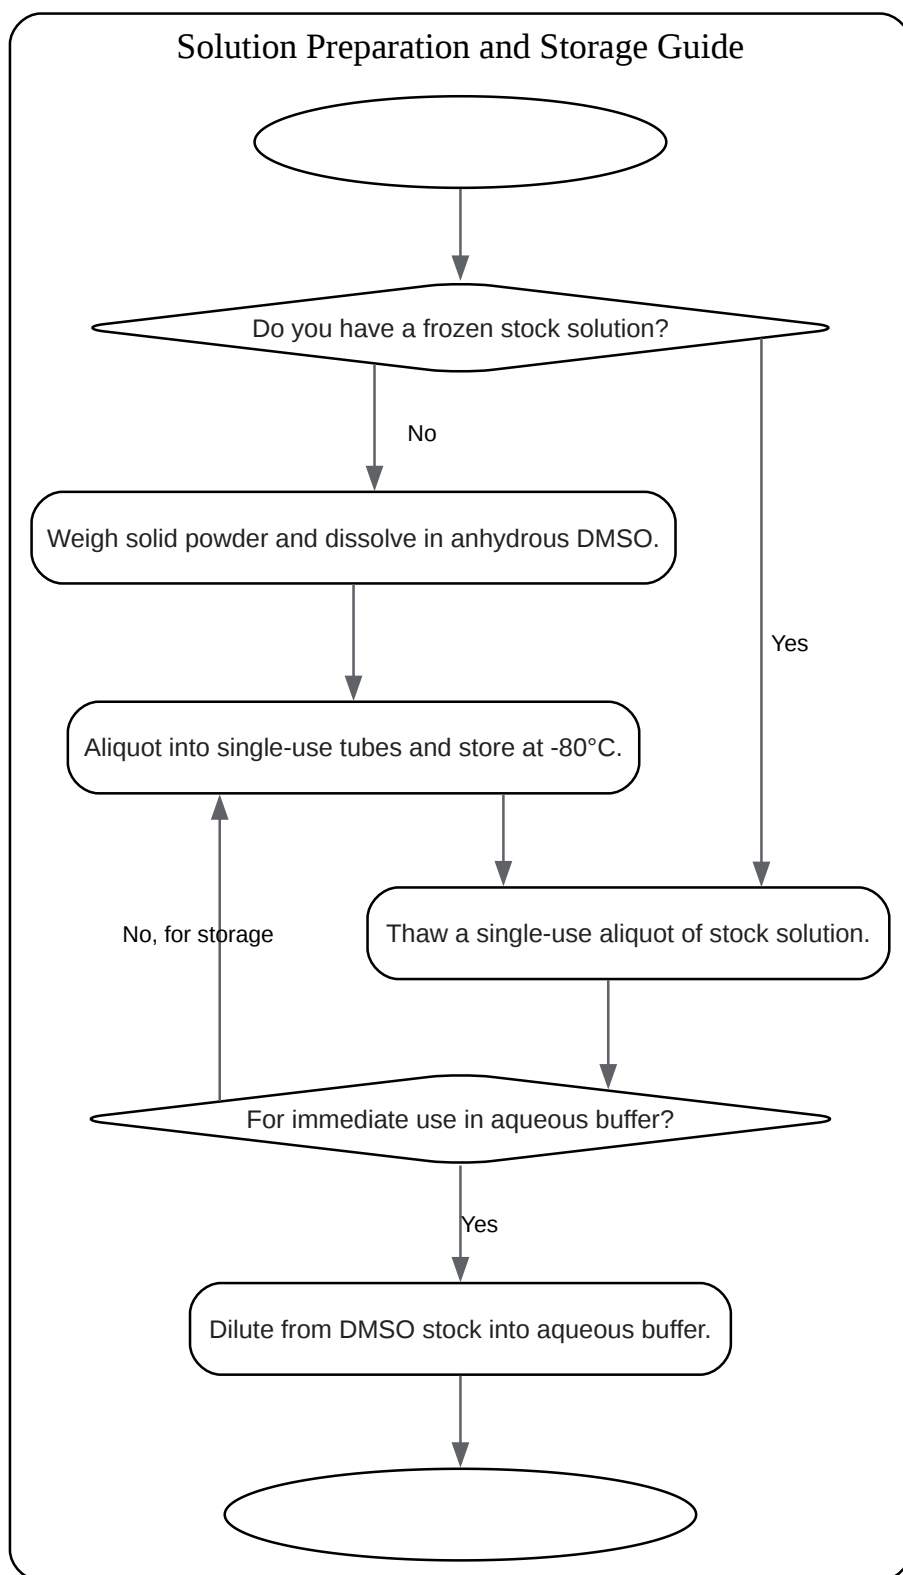 Solution Preparation and Storage Guide
Do you have a frozen stock solution?
No
Weigh solid powder and dissolve in anhydrous DMSO.
Yes
Aliquot into single-use tubes and store at -80°C.
No, for storage
Thaw a single-use aliquot of stock solution.
For immediate use in aqueous buffer?
Yes
Dilute from DMSO stock into aqueous buffer.